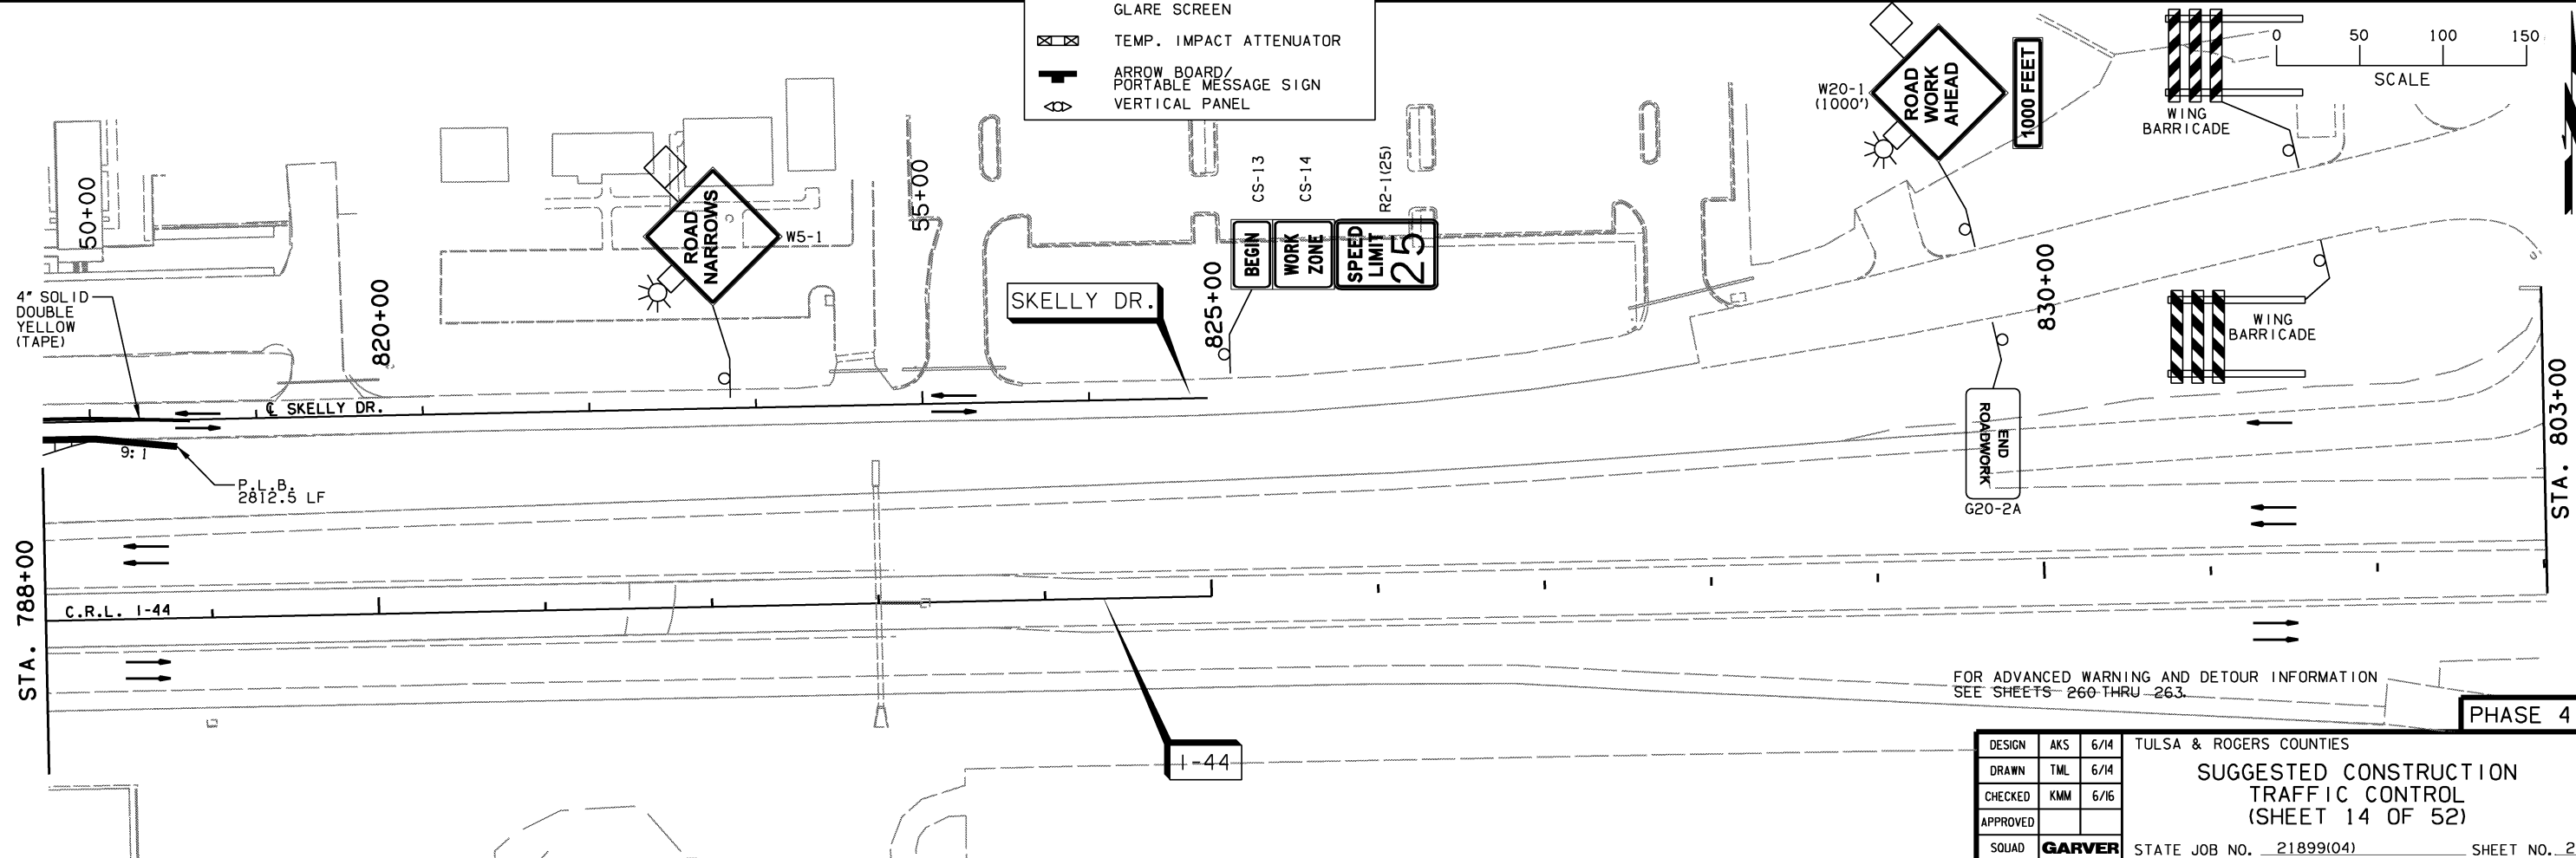 GLARE SCREEN
TEMP. IMPACT ATTENUATOR
ARROW BOARD/
PORTABLE MESSAGE SIGN
VERTICAL PANEL
W20-1
(1000')
ROAD
WORK
AHEAD
1000 FEET
WING
BARRICADE
0 50 100 150
SCALE
50+00
ROAD
NARROWS
W5-1
55+00
CS-13
CS-14
R2-1(25)
BEGIN
WORK
ZONE
SPEED
LIMIT
25
4" SOLID
DOUBLE
YELLOW
(TAPE)
820+00
SKELLY DR.
825+00
830+00
WING
BARRICADE
STA. 803+00
℄ SKELLY DR.
9:1
P.L.B.
2812.5 LF
END
ROADWORK
G20-2A
STA. 788+00
C.R.L. I-44
I-44
FOR ADVANCED WARNING AND DETOUR INFORMATION
SEE SHEETS 260 THRU 263.
PHASE 4
DESIGN AKS 6/14
DRAWN TML 6/14
CHECKED KMM 6/16
APPROVED
SQUAD GARVER
TULSA & ROGERS COUNTIES
SUGGESTED CONSTRUCTION
TRAFFIC CONTROL
(SHEET 14 OF 52)
STATE JOB NO. 21899(04) SHEET NO. 2